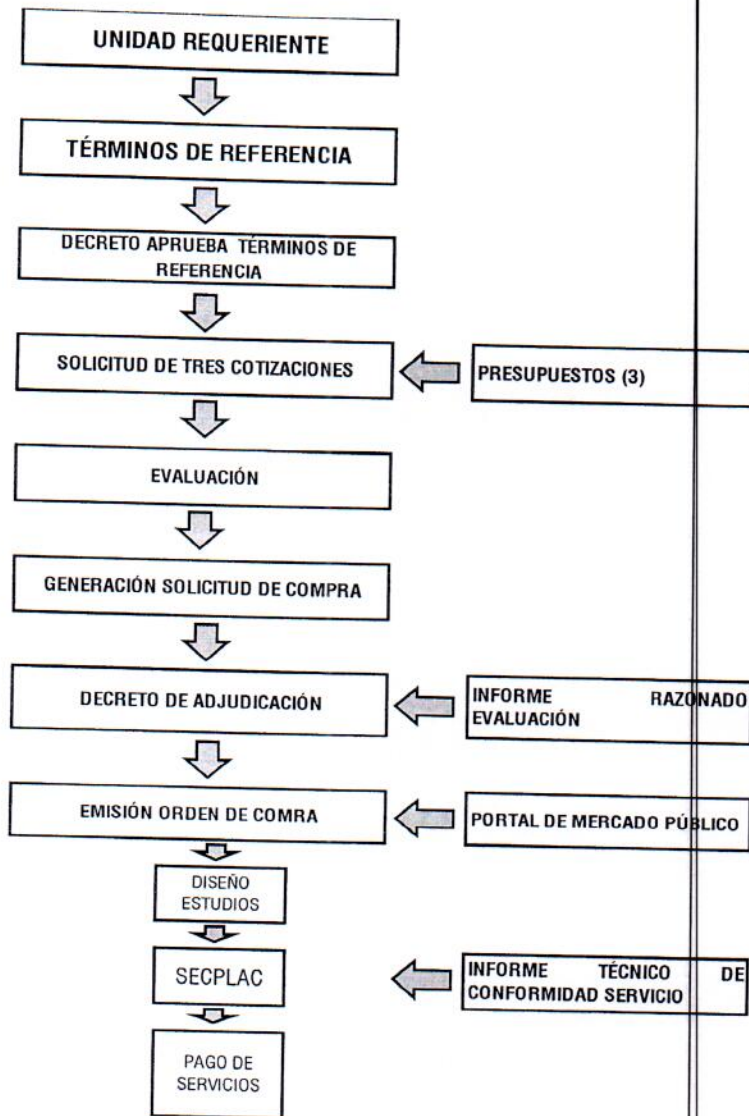 UNIDAD REQUERIENTE
TÉRMINOS DE REFERENCIA
DECRETO APRUEBA TÉRMINOS DE
REFERENCIA
SOLICITUD DE TRES COTIZACIONES
PRESUPUESTOS (3)
EVALUACIÓN
GENERACIÓN SOLICITUD DE COMPRA
DECRETO DE ADJUDICACIÓN
INFORME RAZONADO
EVALUACIÓN
EMISIÓN ORDEN DE COMRA
PORTAL DE MERCADO PÚBLICO
DISEÑO
ESTUDIOS
SECPLAC
INFORME TÉCNICO DE
CONFORMIDAD SERVICIO
PAGO DE
SERVICIOS